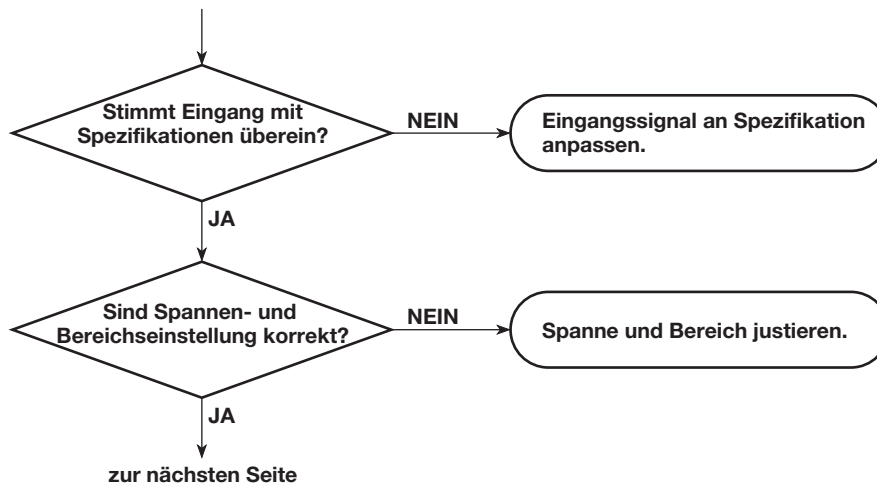 Stimmt Eingang mit
Spezifikationen überein?
NEIN
Eingangssignal an Spezifikation
anpassen.
JA
Sind Spannen- und
Bereichseinstellung korrekt?
NEIN
Spanne und Bereich justieren.
JA
zur nächsten Seite